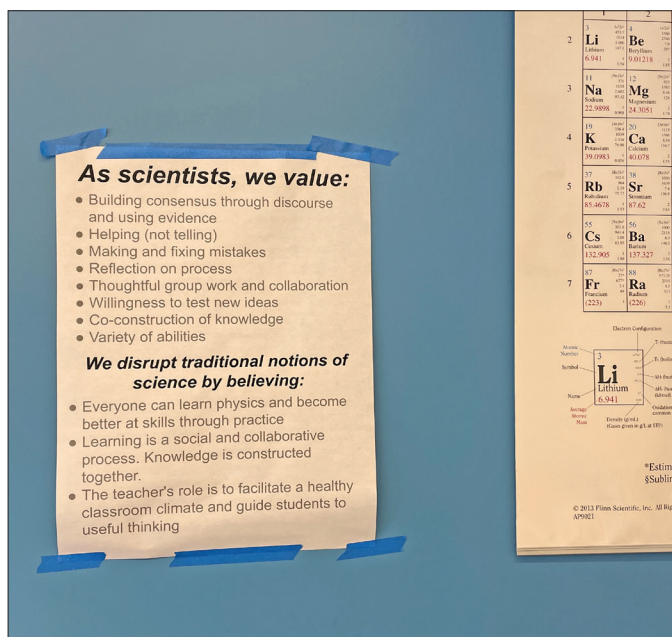 As scientists, we value:
● Building consensus through discourse
and using evidence
● Helping (not telling)
● Making and fixing mistakes
● Reflection on process
● Thoughtful group work and collaboration
● Willingness to test new ideas
● Co-construction of knowledge
● Variety of abilities
We disrupt traditional notions of
science by believing:
● Everyone can learn physics and become
better at skills through practice
● Learning is a social and collaborative
process. Knowledge is constructed
together.
● The teacher's role is to facilitate a healthy
classroom climate and guide students to
useful thinking
1 2
2
3 4
Li Be
Lithium Beryllium
6.941 9.01218
3
11 12
Na Mg
Sodium Magnesium
22.9898 24.3051
4
19 20
K Ca
Potassium Calcium
39.0983 40.078
5
37 38
Rb Sr
Rubidium Strontium
85.4678 87.62
6
55 56
Cs Ba
Cesium Barium
132.905 137.327
7
87 88
Fr Ra
Francium Radium
(223) (226)
Electron Configuration
Atomic
Number
3
Symbol
Li
Lithium
Name
6.941
Average
Atomic
Mass
Density (g/mL)
(Gases given in g/L at STP)
Oxidation
common
*Estim
§Sublin
© 2013 Flinn Scientific, Inc. All Rig
AP9021